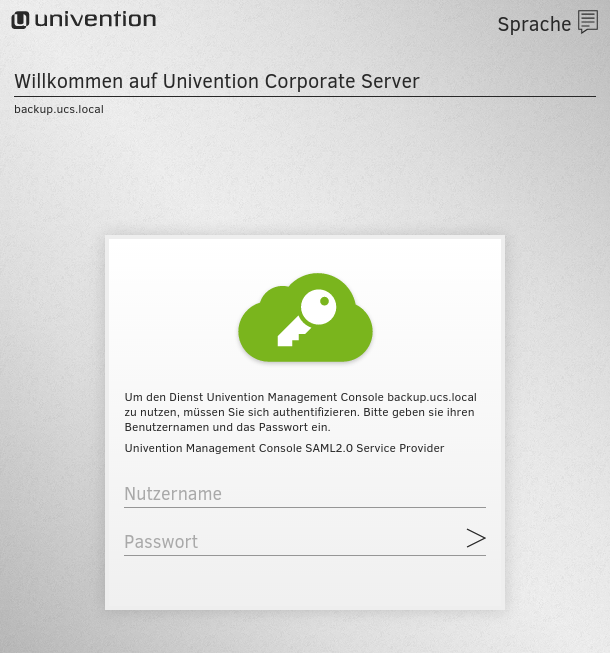 univention
Sprache
Willkommen auf Univention Corporate Server
backup.ucs.local
Um den Dienst Univention Management Console backup.ucs.local
zu nutzen, müssen Sie sich authentifizieren. Bitte geben sie ihren
Benutzernamen und das Passwort ein.
Univention Management Console SAML2.0 Service Provider
Nutzername
Passwort